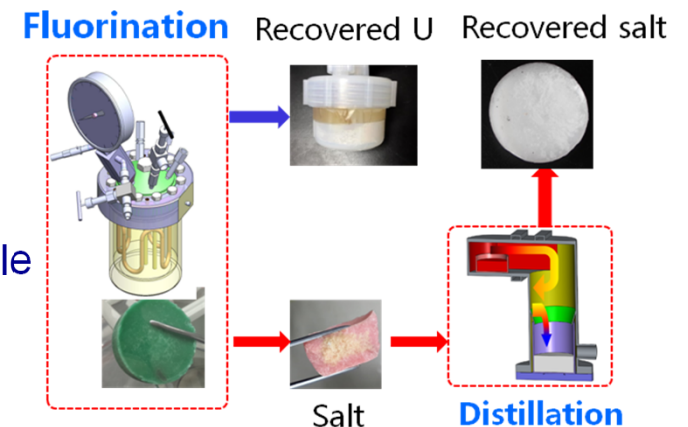 Fluorination
Recovered U
Recovered salt
le
Salt
Distillation